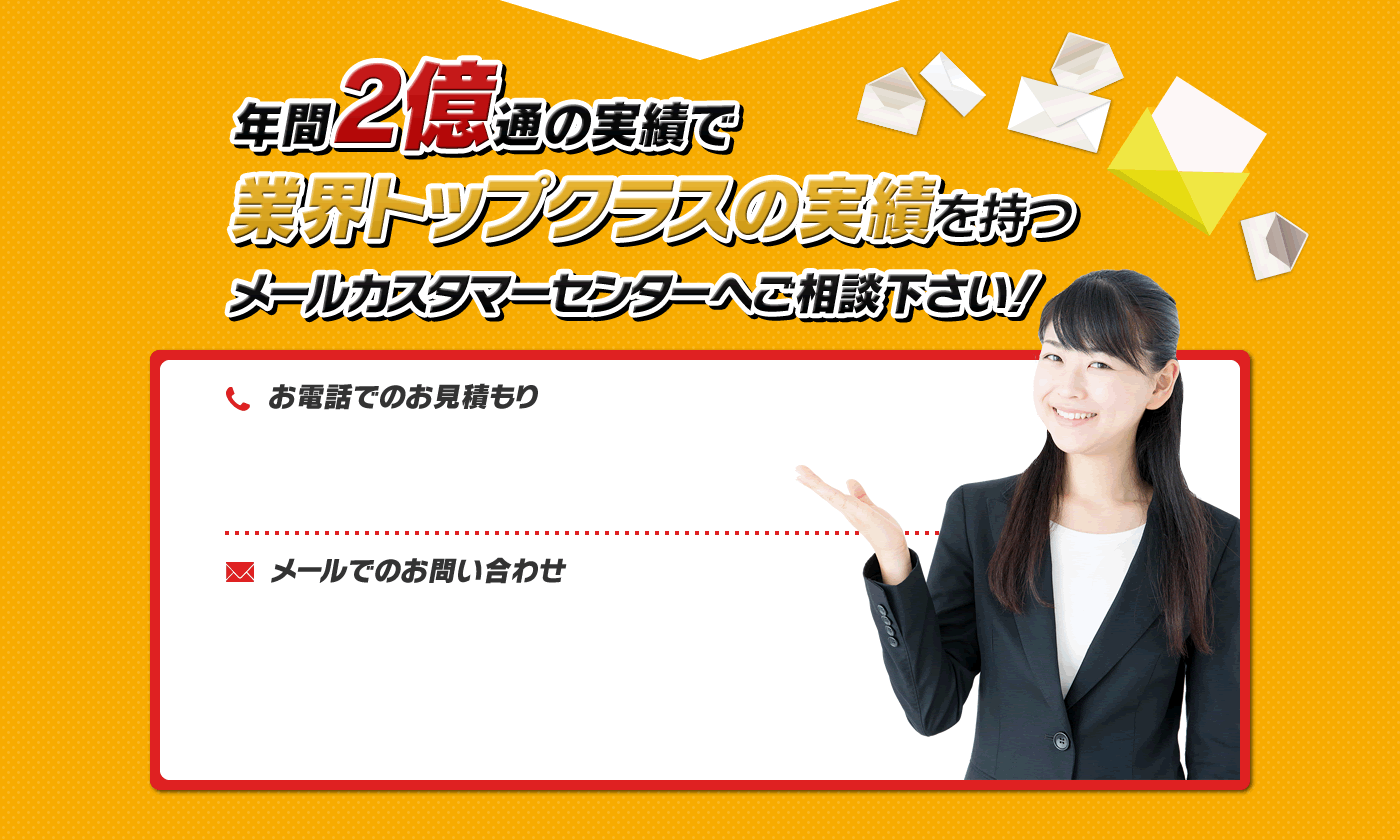 年間2億通の実績で
業界トップクラスの実績を持つ
メールカスタマーセンターへご相談下さい!
お電話でのお見積もり
メールでのお問い合わせ